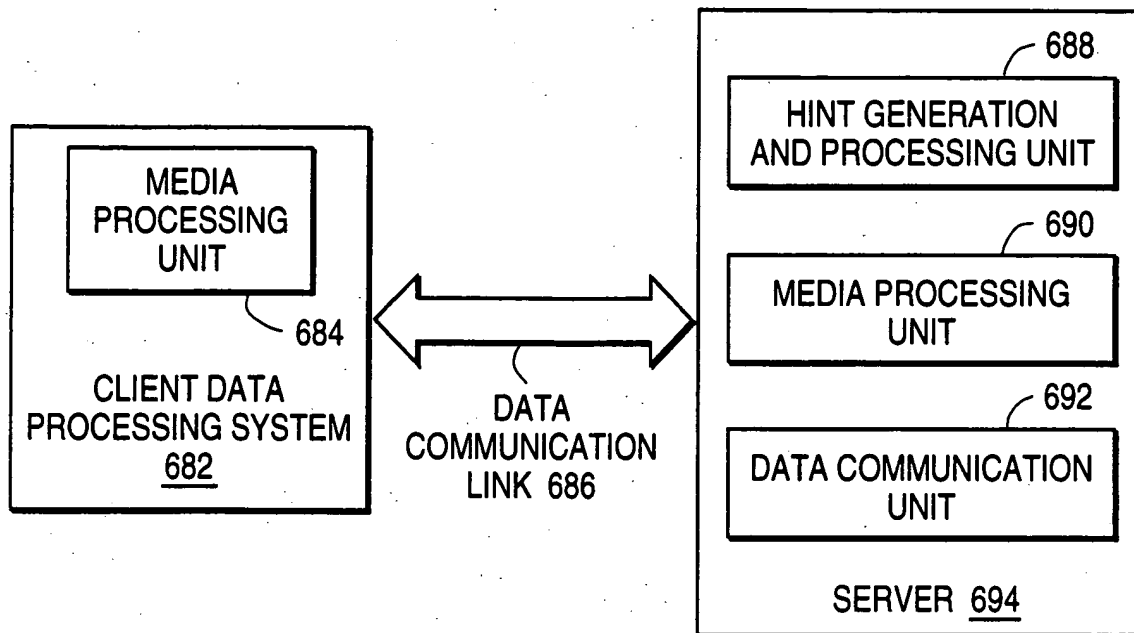 MEDIA
PROCESSING
UNIT
684
CLIENT DATA
PROCESSING SYSTEM
682
DATA
COMMUNICATION
LINK 686
688
HINT GENERATION
AND PROCESSING UNIT
690
MEDIA PROCESSING
UNIT
692
DATA COMMUNICATION
UNIT
SERVER 694